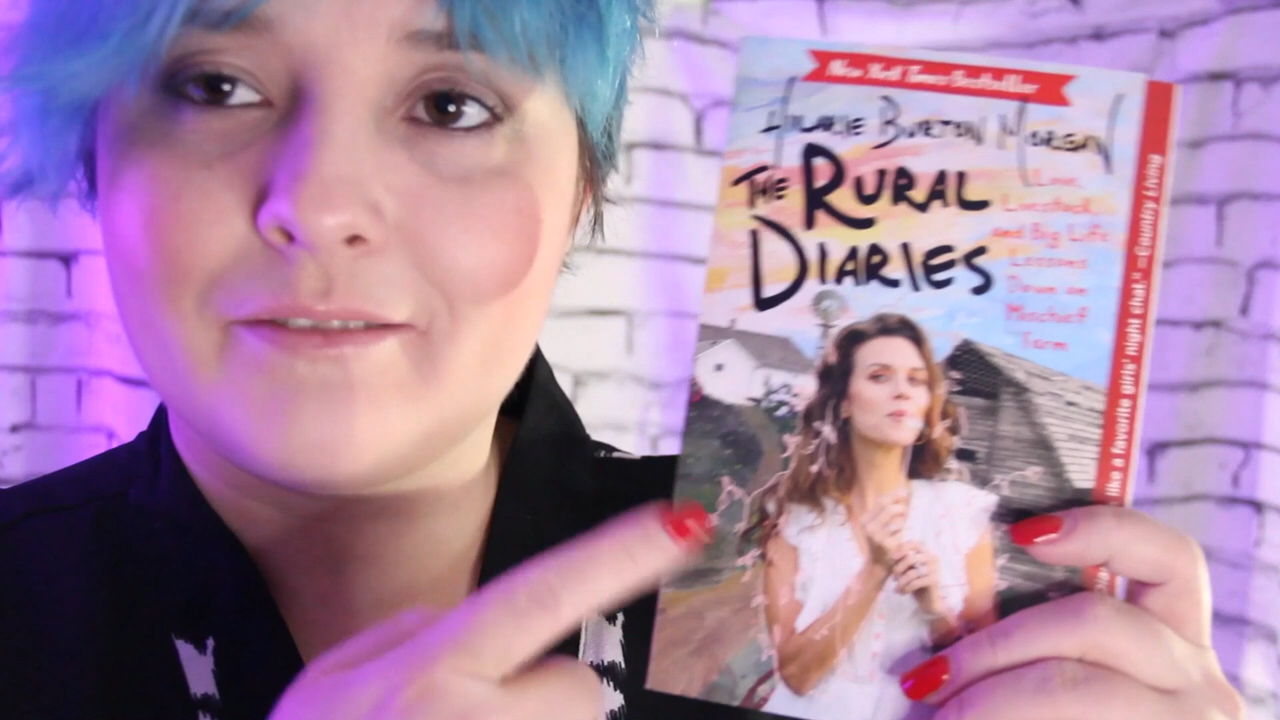 New York Times Bestseller
HILARIE BURTON MORGAN
THE RURAL
DIARIES
Love,
Livestock,
and Big Life
Lessons
Down on
Mischief
Farm
like a favorite girls' night chat." —Country Living